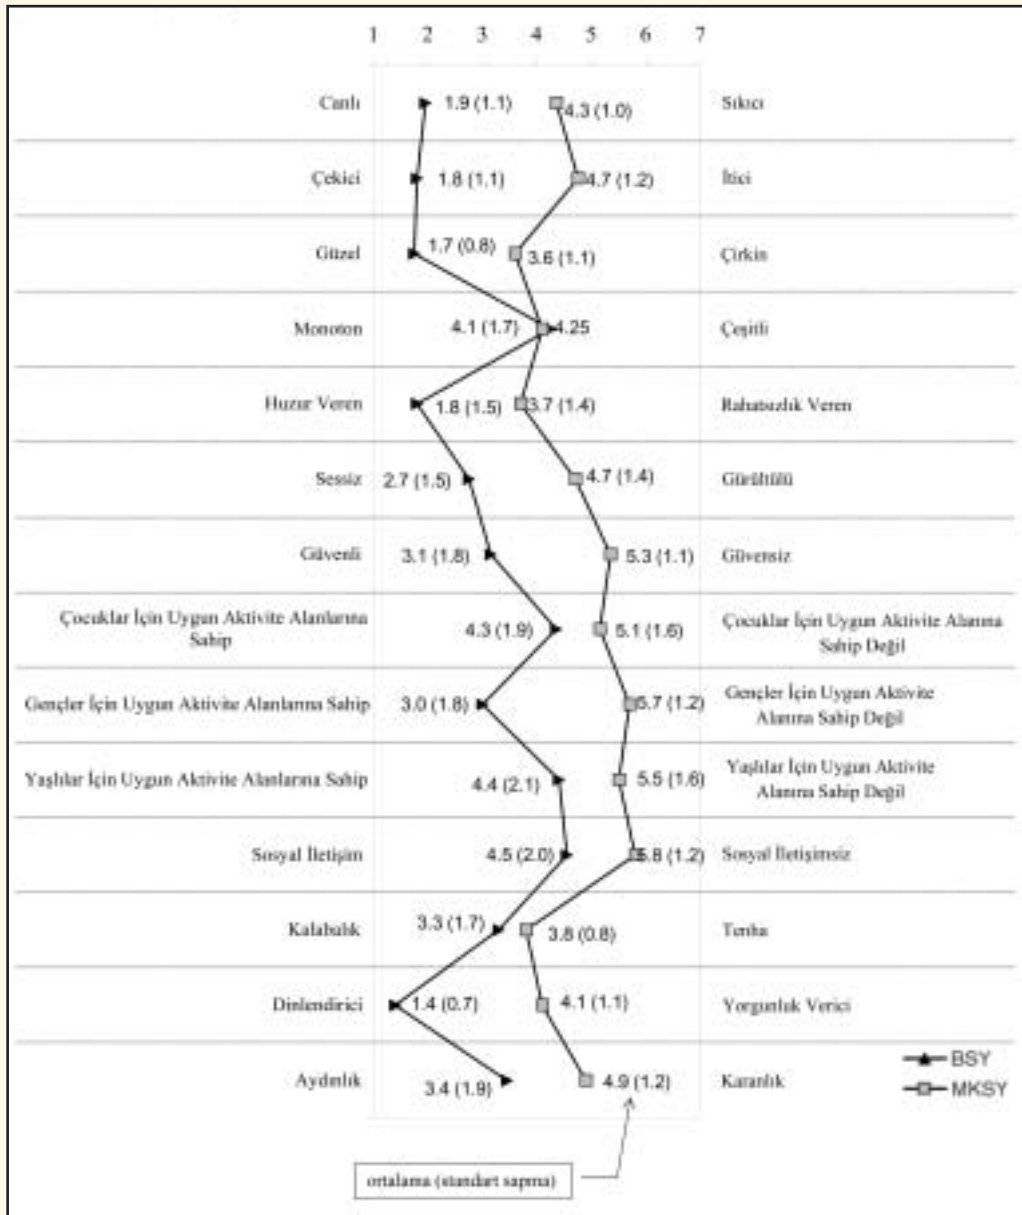 1 2 3 4 5 6 7
Canlı 1.9 (1.1) 4.3 (1.0) Sıkıcı
Çekici 1.8 (1.1) 4.7 (1.2) İtici
Güzel 1.7 (0.8) 3.6 (1.1) Çirkin
Monoton 4.1 (1.7) 4.25 Çeşitli
Huzur Veren 1.8 (1.5) 3.7 (1.4) Rahatsızlık Veren
Sessiz 2.7 (1.5) 4.7 (1.4) Gürültülü
Güvenli 3.1 (1.8) 5.3 (1.1) Güvensiz
Çocuklar İçin Uygun Aktivite Alanlarına
Sahip
4.3 (1.9) 5.1 (1.6)
Çocuklar İçin Uygun Aktivite Alanına
Sahip Değil
Gençler İçin Uygun Aktivite Alanlarına Sahip 3.0 (1.8) 5.7 (1.2)
Gençler İçin Uygun Aktivite
Alanına Sahip Değil
Yaşlılar İçin Uygun Aktivite Alanlarına Sahip 4.4 (2.1) 5.5 (1.6)
Yaşlılar İçin Uygun Aktivite
Alanına Sahip Değil
Sosyal İletişim 4.5 (2.0) 5.8 (1.2) Sosyal İletişimsiz
Kalabalık 3.3 (1.7) 3.8 (0.8) Tenha
Dinlendirici 1.4 (0.7) 4.1 (1.1) Yorgunluk Verici
Aydınlık 3.4 (1.9) 4.9 (1.2) Karanlık
BSY
MKSY
ortalama (standart sapma)